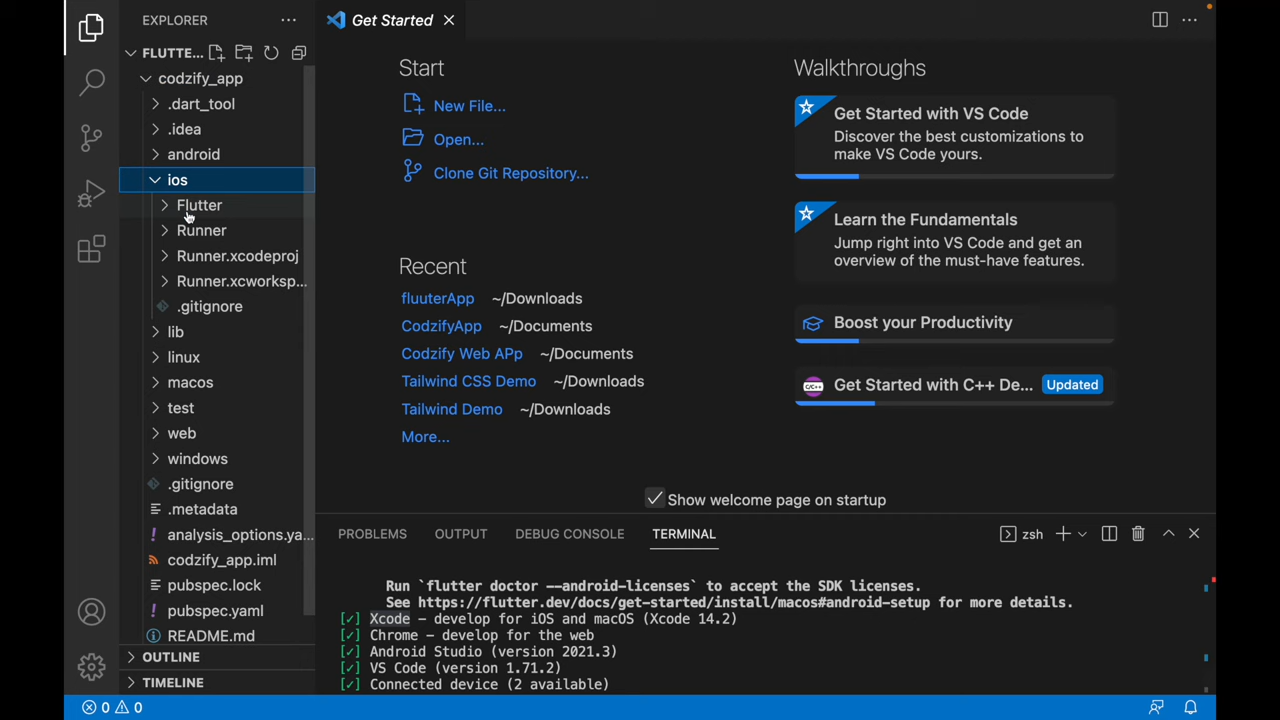 EXPLORER
FLUTTE...
codzify_app
.dart_tool
.idea
android
ios
Flutter
Runner
Runner.xcodeproj
Runner.xcworksp...
.gitignore
lib
linux
macos
test
web
windows
.gitignore
.metadata
analysis_options.ya...
codzify_app.iml
pubspec.lock
pubspec.yaml
README.md
OUTLINE
TIMELINE
Get Started
Start
New File...
Open...
Clone Git Repository...
Recent
fluuterApp ~/Downloads
CodzifyApp ~/Documents
Codzify Web APp ~/Documents
Tailwind CSS Demo ~/Downloads
Tailwind Demo ~/Downloads
More...
Walkthroughs
Get Started with VS Code
Discover the best customizations to
make VS Code yours.
Learn the Fundamentals
Jump right into VS Code and get an
overview of the must-have features.
Boost your Productivity
C/C++
Get Started with C++ De... Updated
Show welcome page on startup
PROBLEMS OUTPUT DEBUG CONSOLE TERMINAL zsh
Run `flutter doctor --android-licenses` to accept the SDK licenses.
See https://flutter.dev/docs/get-started/install/macos#android-setup for more details.
[✓] Xcode - develop for iOS and macOS (Xcode 14.2)
[✓] Chrome - develop for the web
[✓] Android Studio (version 2021.3)
[✓] VS Code (version 1.71.2)
[✓] Connected device (2 available)
0 0